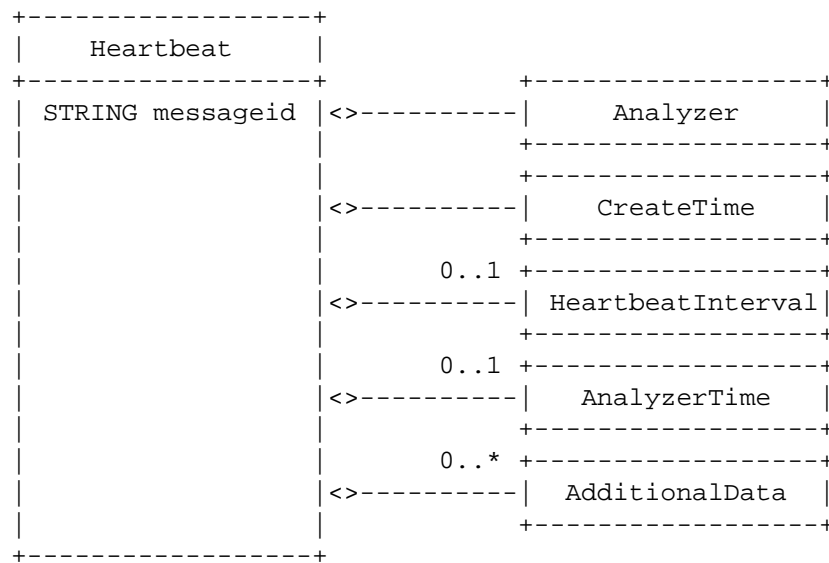 Heartbeat
STRING messageid <>---------- Analyzer
<>---------- CreateTime
0..1
<>---------- HeartbeatInterval
0..1
<>---------- AnalyzerTime
0..*
<>---------- AdditionalData